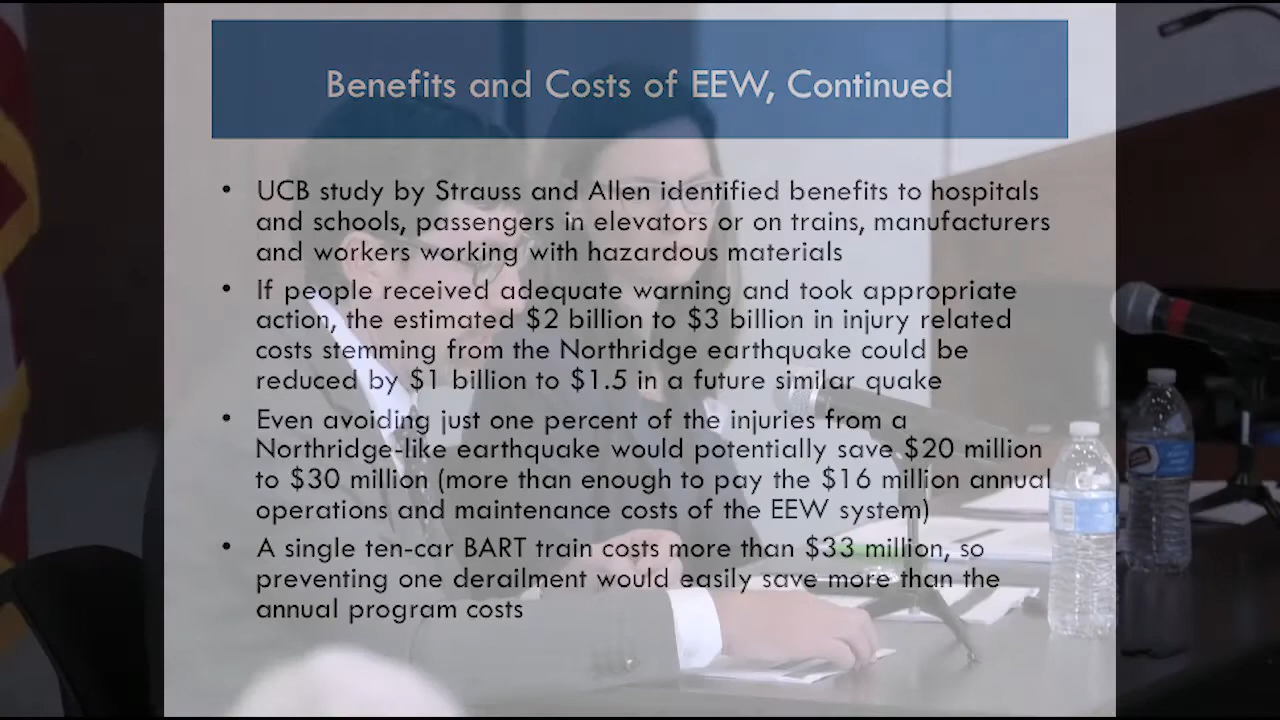 Benefits and Costs of EEW, Continued
• UCB study by Strauss and Allen identified benefits to hospitals
and schools, passengers in elevators or on trains, manufacturers
and workers working with hazardous materials
• If people received adequate warning and took appropriate
action, the estimated $2 billion to $3 billion in injury related
costs stemming from the Northridge earthquake could be
reduced by $1 billion to $1.5 in a future similar quake
• Even avoiding just one percent of the injuries from a
Northridge-like earthquake would potentially save $20 million
to $30 million (more than enough to pay the $16 million annual
operations and maintenance costs of the EEW system)
• A single ten-car BART train costs more than $33 million, so
preventing one derailment would easily save more than the
annual program costs